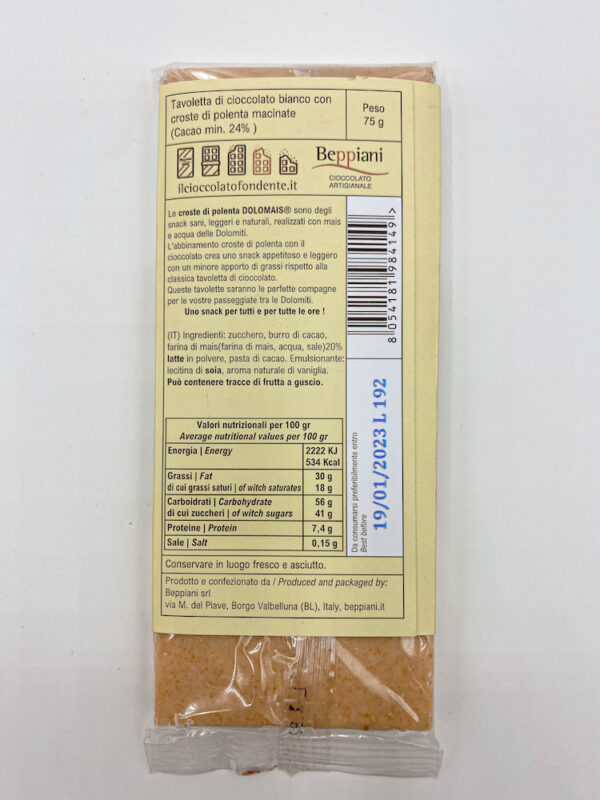 Tavoletta di cioccolato bianco con
croste di polenta macinate
(Cacao min. 24% )
Peso
75 g
ilcioccolatofondente.it
Beppiani
CIOCCOLATO
ARTIGIANALE
Le croste di polenta DOLOMAIS® sono degli
snack sani, leggeri e naturali, realizzati con mais
e acqua delle Dolomiti.
L'abbinamento croste di polenta con il
cioccolato crea uno snack appetitoso e leggero
con un minore apporto di grassi rispetto alla
classica tavoletta di cioccolato.
Queste tavolette saranno le perfette compagne
per le vostre passeggiate tra le Dolomiti.
Uno snack per tutti e per tutte le ore !
(IT) Ingredienti: zucchero, burro di cacao,
farina di mais(farina di mais, acqua, sale)20%
latte in polvere, pasta di cacao. Emulsionante:
lecitina di soia, aroma naturale di vaniglia.
Può contenere tracce di frutta a guscio.
8 054181 984149 >
Valori nutrizionali per 100 gr
Average nutritional values per 100 gr
Energia | Energy 2222 KJ
534 Kcal
Grassi | Fat 30 g
di cui grassi saturi | of witch saturates 18 g
Carboidrati | Carbohydrate 56 g
di cui zuccheri | of witch sugars 41 g
Proteine | Protein 7,4 g
Sale | Salt 0,15 g
Da consumarsi preferibilmente entro
Best before
19/01/2023 L 192
Conservare in luogo fresco e asciutto.
Prodotto e confezionato da / Produced and packaged by:
Beppiani srl
via M. del Piave, Borgo Valbelluna (BL), Italy, beppiani.it